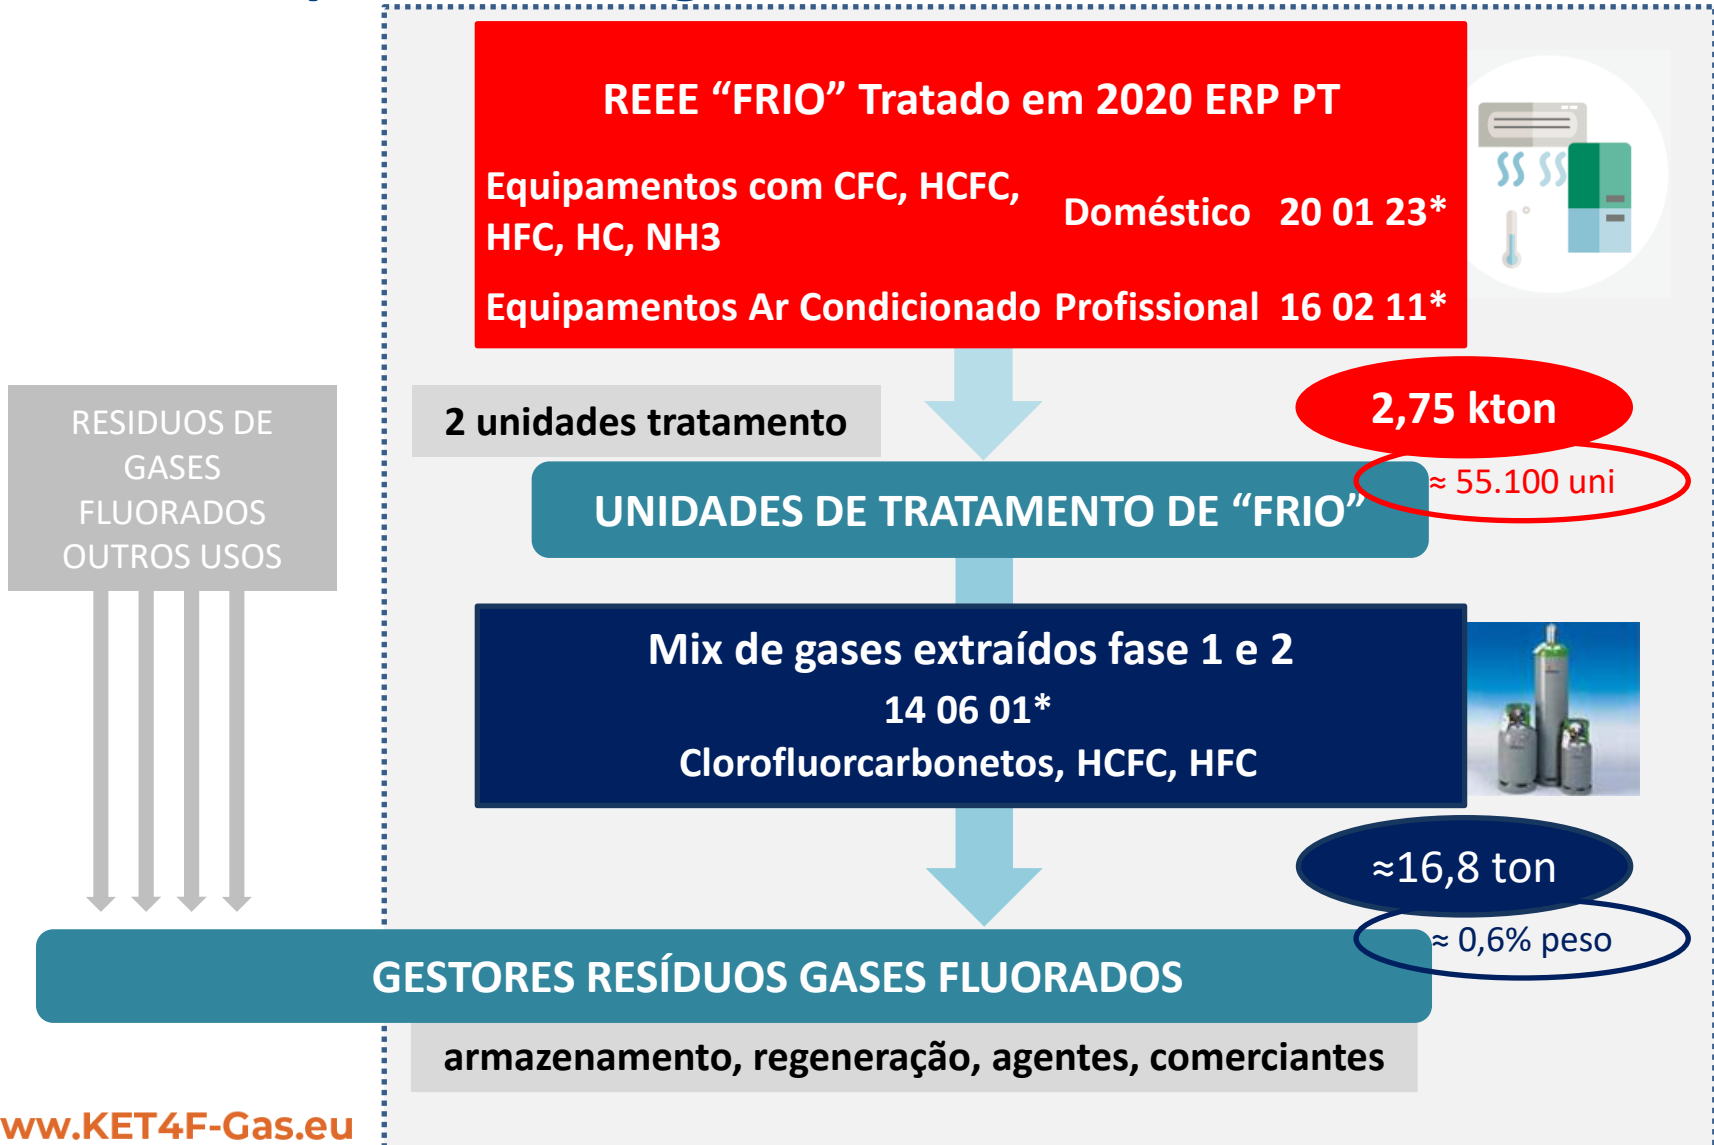 REEE “FRIO” Tratado em 2020 ERP PT
Equipamentos com CFC, HCFC,
HFC, HC, NH3
Doméstico 20 01 23*
Equipamentos Ar Condicionado Profissional 16 02 11*
2 unidades tratamento
2,75 kton
≈ 55.100 uni
RESIDUOS DE
GASES
FLUORADOS
OUTROS USOS
UNIDADES DE TRATAMENTO DE “FRIO”
Mix de gases extraídos fase 1 e 2
14 06 01*
Clorofluorcarbonetos, HCFC, HFC
≈16,8 ton
≈ 0,6% peso
GESTORES RESÍDUOS GASES FLUORADOS
armazenamento, regeneração, agentes, comerciantes
ww.KET4F-Gas.eu